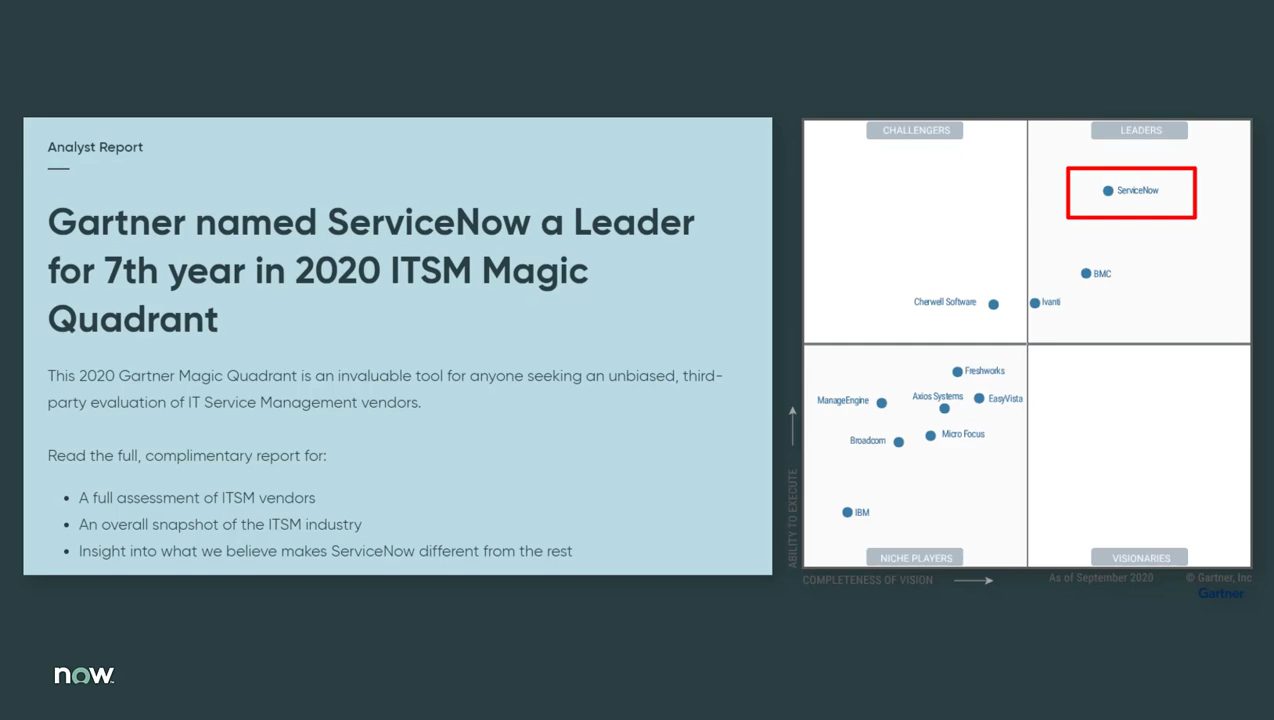 Analyst Report
Gartner named ServiceNow a Leader
for 7th year in 2020 ITSM Magic
Quadrant
This 2020 Gartner Magic Quadrant is an invaluable tool for anyone seeking an unbiased, third-
party evaluation of IT Service Management vendors.
Read the full, complimentary report for:
• A full assessment of ITSM vendors
• An overall snapshot of the ITSM industry
• Insight into what we believe makes ServiceNow different from the rest
CHALLENGERS
LEADERS
ServiceNow
BMC
Cherwell Software
Ivanti
Freshworks
ManageEngine
Axios Systems
EasyVista
Broadcom
Micro Focus
IBM
NICHE PLAYERS
VISIONARIES
ABILITY TO EXECUTE
COMPLETENESS OF VISION
As of September 2020
© Gartner, Inc
Gartner
now